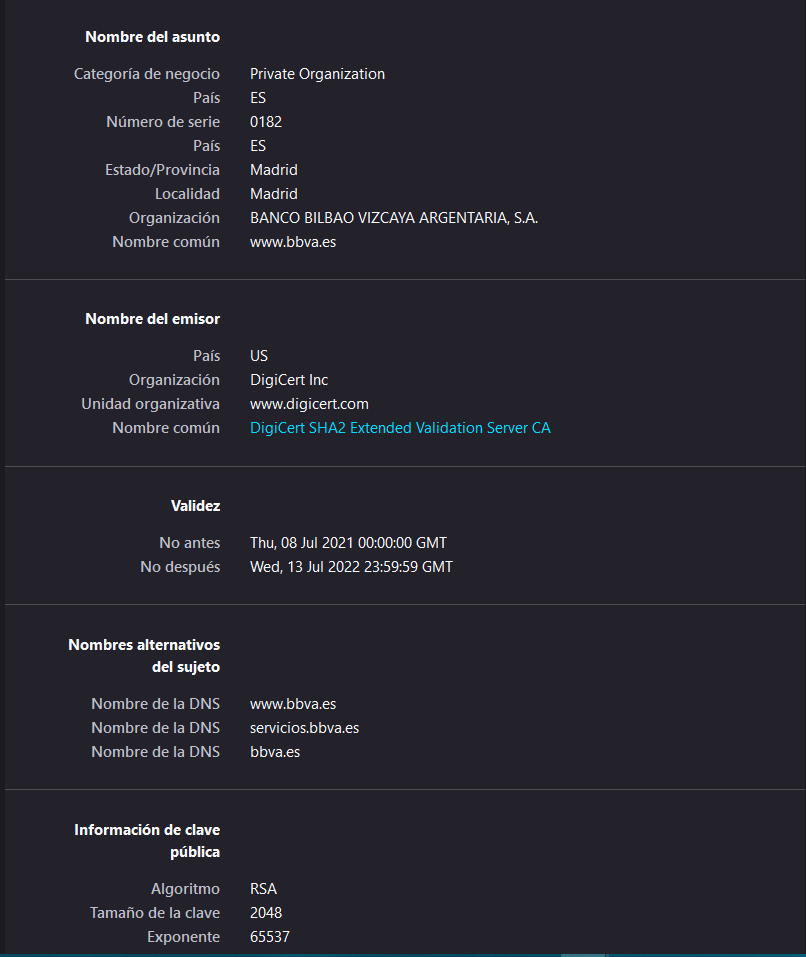 Nombre del asunto
Categoría de negocio Private Organization
País ES
Número de serie 0182
País ES
Estado/Provincia Madrid
Localidad Madrid
Organización BANCO BILBAO VIZCAYA ARGENTARIA, S.A.
Nombre común www.bbva.es
Nombre del emisor
País US
Organización DigiCert Inc
Unidad organizativa www.digicert.com
Nombre común DigiCert SHA2 Extended Validation Server CA
Validez
No antes Thu, 08 Jul 2021 00:00:00 GMT
No después Wed, 13 Jul 2022 23:59:59 GMT
Nombres alternativos
del sujeto
Nombre de la DNS www.bbva.es
Nombre de la DNS servicios.bbva.es
Nombre de la DNS bbva.es
Información de clave
pública
Algoritmo RSA
Tamaño de la clave 2048
Exponente 65537